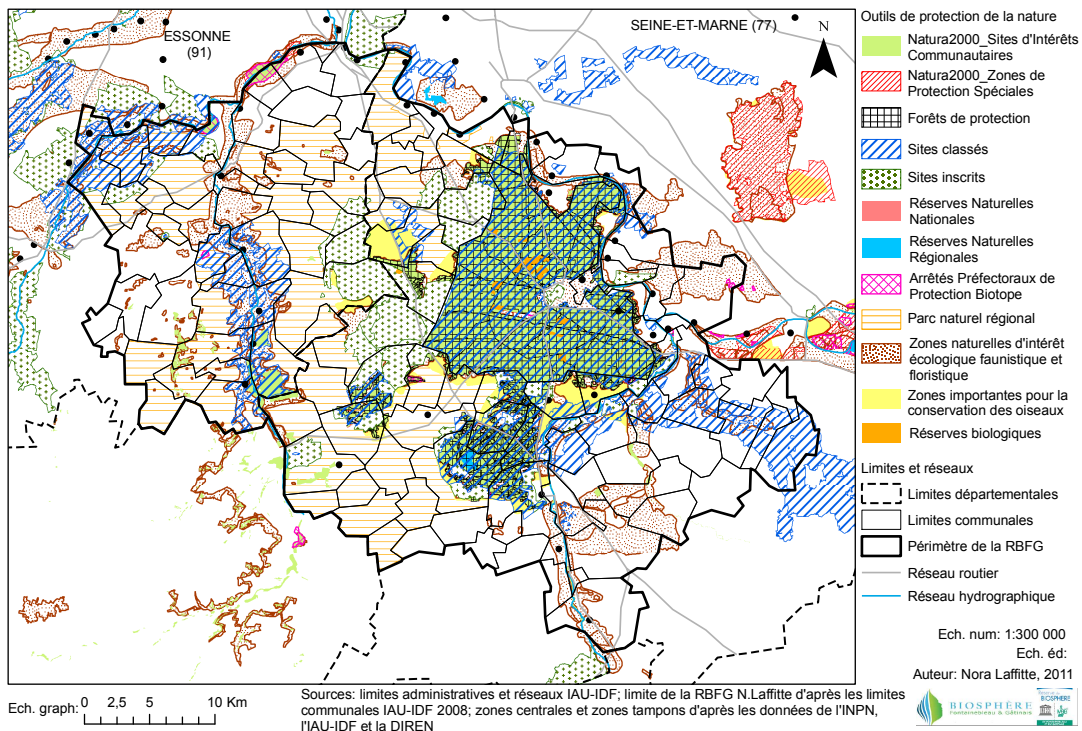 ESSONNE
(91)
SEINE-ET-MARNE (77)
N
Outils de protection de la nature
Natura2000_Sites d'Intérêts
Communautaires
Natura2000_Zones de
Protection Spéciales
Forêts de protection
Sites classés
Sites inscrits
Réserves Naturelles
Nationales
Réserves Naturelles
Régionales
Arrêtés Préfectoraux de
Protection Biotope
Parc naturel régional
Zones naturelles d'intérêt
écologique faunistique et
floristique
Zones importantes pour la
conservation des oiseaux
Réserves biologiques
Limites et réseaux
Limites départementales
Limites communales
Périmètre de la RBFG
Réseau routier
Réseau hydrographique
Ech. num: 1:300 000
Ech. éd:
Auteur: Nora Laffitte, 2011
Ech. graph: 0 2,5 5 10 Km
Sources: limites administratives et réseaux IAU-IDF; limite de la RBFG N.Laffitte d'après les limites
communales IAU-IDF 2008; zones centrales et zones tampons d'après les données de l'INPN,
l'IAU-IDF et la DIREN
BIOSPHÈRE
Fontainebleau & Gâtinais
BIOSPHÈRE